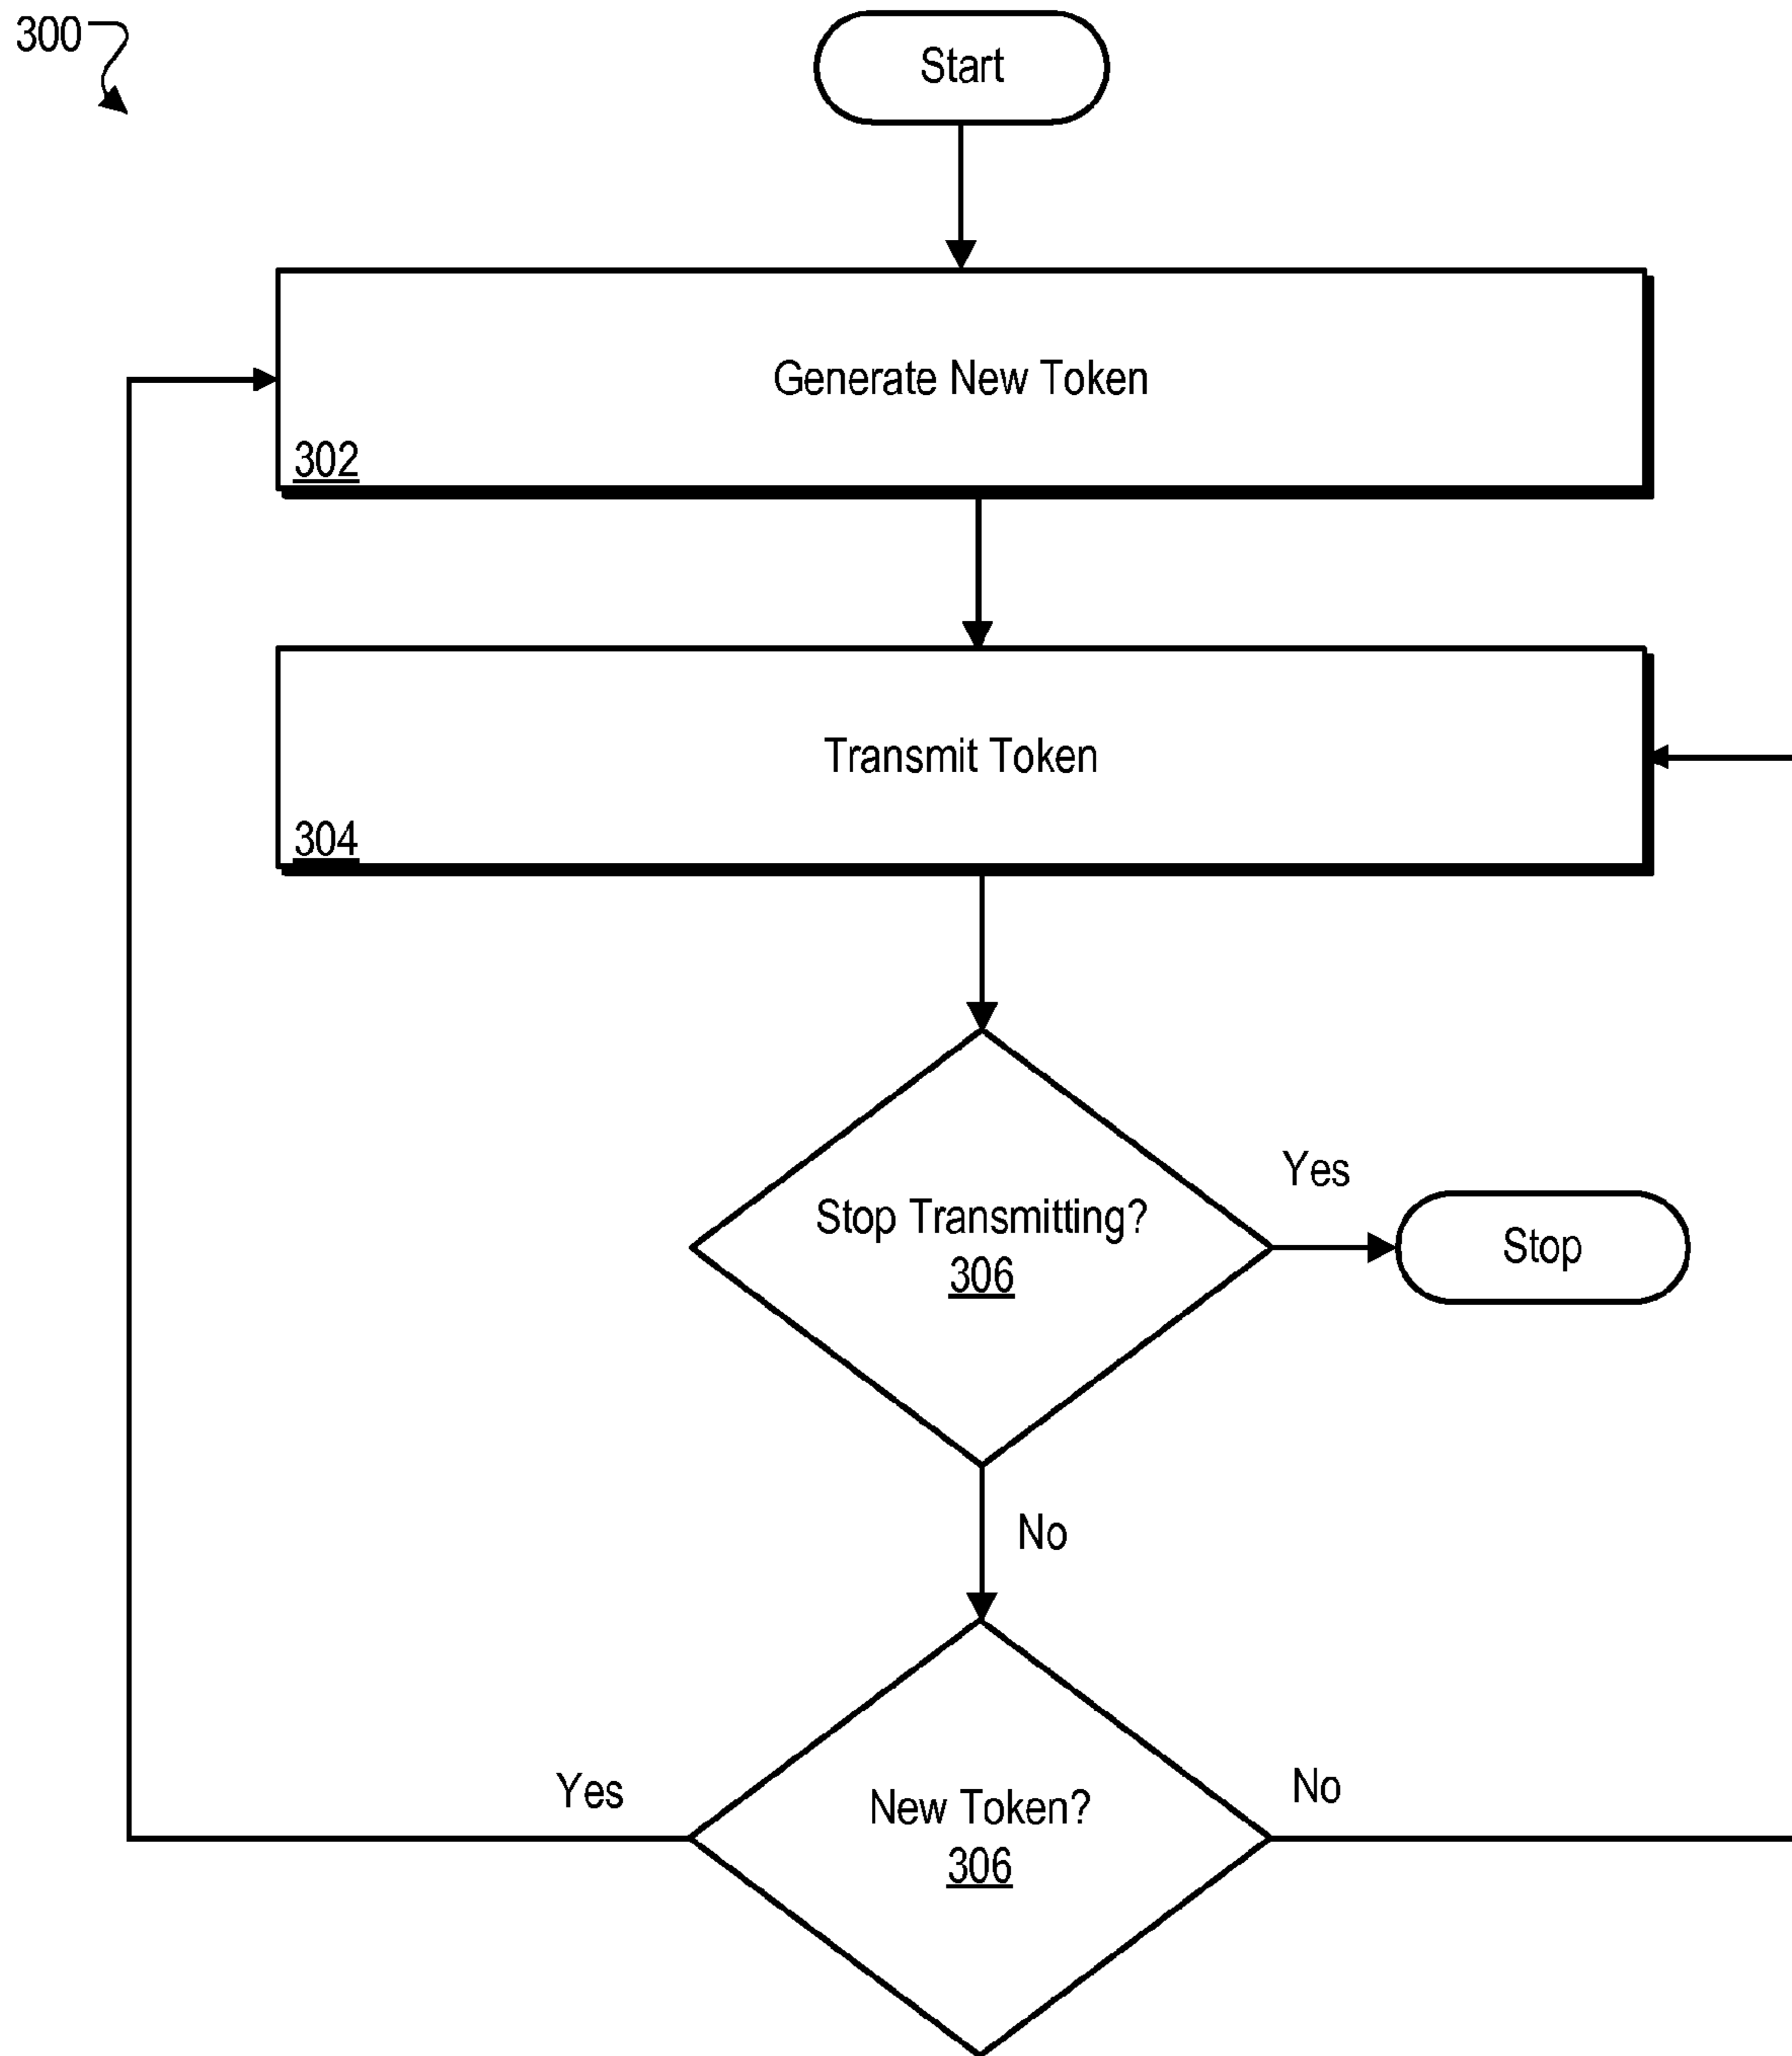 300
Start
Generate New Token
302
Transmit Token
304
Stop Transmitting?
306
Yes
Stop
No
New Token?
306
Yes
No